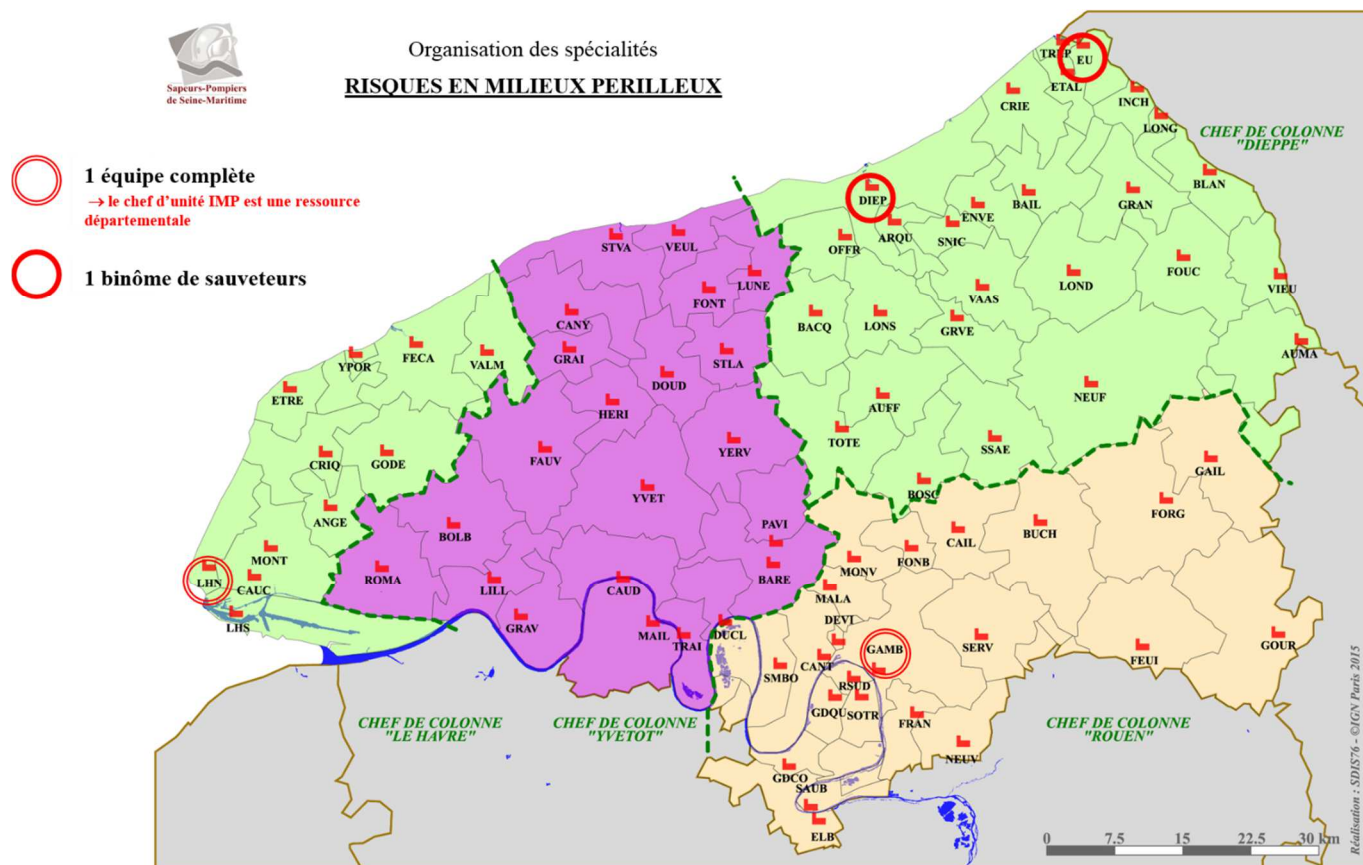 Organisation des spécialités
RISQUES EN MILIEUX PERILLEUX
Sapeurs-Pompiers
de Seine-Maritime
1 équipe complète
→ le chef d'unité IMP est une ressource
départementale
1 binôme de sauveteurs
CHEF DE COLONNE
"DIEPPE"
TREP
EU
ETAL
CRIE
INCH
LONG
BLAN
DIEP
ENVE
BAIL
GRAN
OFFR
ARQU
SNIC
FOUC
VIEU
VAAS
LOND
BACQ
LONS
GRVE
AUMA
AUFF
NEUF
TOTE
SSAE
BOSC
STVA
VEUL
LUNE
FONT
CANY
GRAI
STLA
DOUD
HERI
FAUV
YERV
YVET
PAVI
BARE
BOLB
ROMA
LILL
GRAV
CAUD
MAIL
TRAI
YPOR
FECA
VALM
ETRE
CRIQ
GODE
ANGE
MONT
LHN
CAUC
LHS
GAIL
FORG
BUCH
CAIL
FONB
MONV
MALA
DEVI
DUCL
CANT
GAMB
SERV
FEUI
GOUR
SMBO
RSUD
GDQU
SOTR
FRAN
NEUV
GDCO
SAUB
ELB
CHEF DE COLONNE
"LE HAVRE"
CHEF DE COLONNE
"YVETOT"
CHEF DE COLONNE
"ROUEN"
0 7,5 15 22,5 30 km
Réalisation : SDIS76 - ©IGN Paris 2015